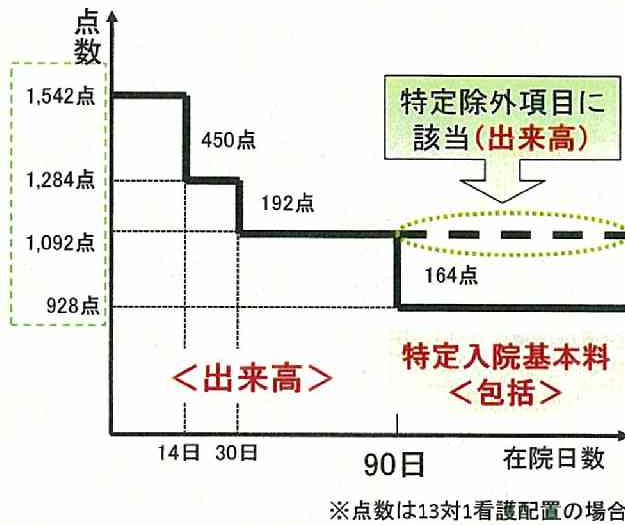 点
数
1,542点
1,284点
1,092点
928点
450点
192点
164点
特定除外項目に
該当(出来高)
＜出来高＞
特定入院基本料
＜包括＞
14日
30日
90日
在院日数
※点数は13対1看護配置の場合